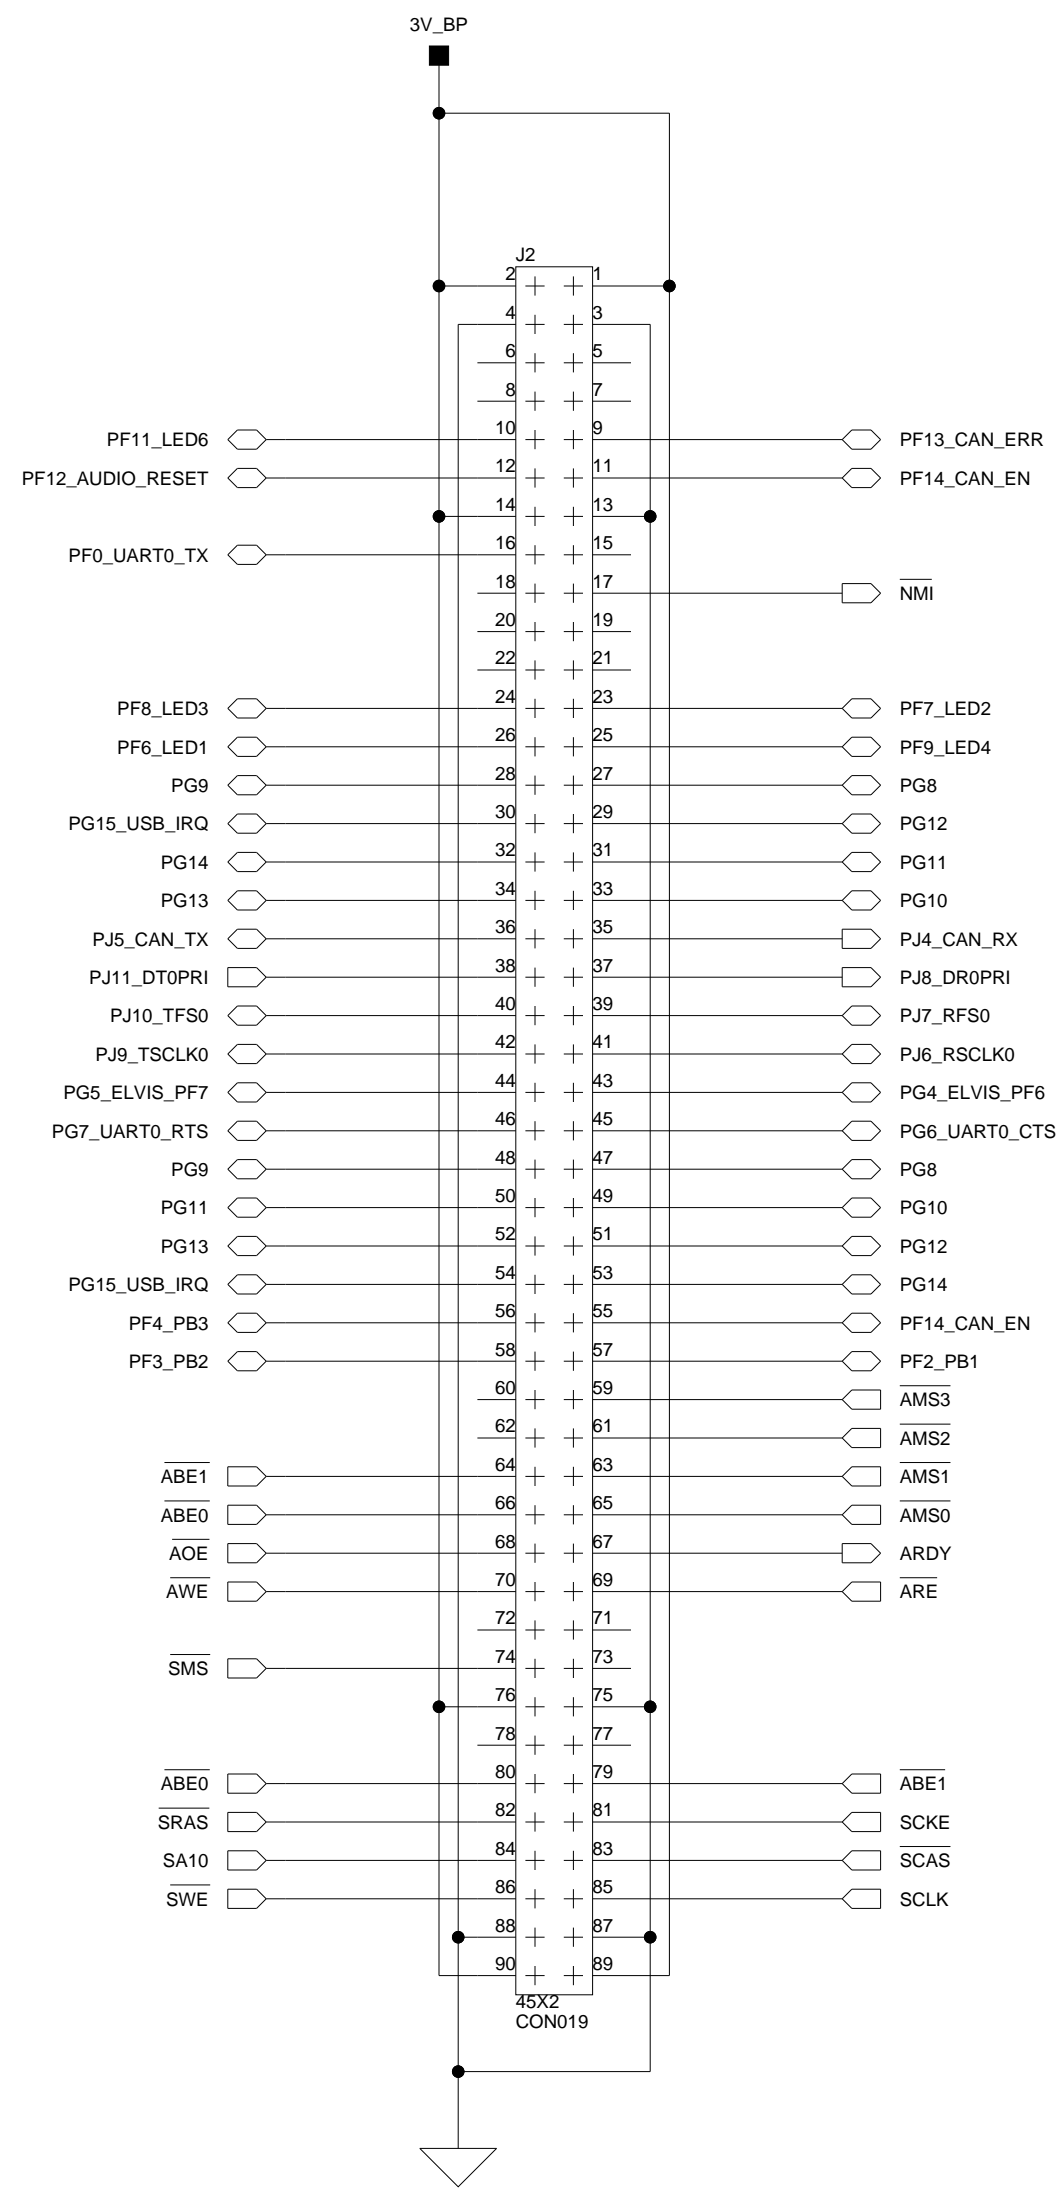 3V_BP
J2
2 1
4 3
6 5
8 7
PF11_LED6 10 9 PF13_CAN_ERR
PF12_AUDIO_RESET 12 11 PF14_CAN_EN
14 13
PF0_UART0_TX 16 15
18 17 NMI
20 19
22 21
PF8_LED3 24 23 PF7_LED2
PF6_LED1 26 25 PF9_LED4
PG9 28 27 PG8
PG15_USB_IRQ 30 29 PG12
PG14 32 31 PG11
PG13 34 33 PG10
PJ5_CAN_TX 36 35 PJ4_CAN_RX
PJ11_DT0PRI 38 37 PJ8_DR0PRI
PJ10_TFS0 40 39 PJ7_RFS0
PJ9_TSCLK0 42 41 PJ6_RSCLK0
PG5_ELVIS_PF7 44 43 PG4_ELVIS_PF6
PG7_UART0_RTS 46 45 PG6_UART0_CTS
PG9 48 47 PG8
PG11 50 49 PG10
PG13 52 51 PG12
PG15_USB_IRQ 54 53 PG14
PF4_PB3 56 55 PF14_CAN_EN
PF3_PB2 58 57 PF2_PB1
60 59 AMS3
62 61 AMS2
ABE1 64 63 AMS1
ABE0 66 65 AMS0
AOE 68 67 ARDY
AWE 70 69 ARE
72 71
SMS 74 73
76 75
78 77
ABE0 80 79 ABE1
SRAS 82 81 SCKE
SA10 84 83 SCAS
SWE 86 85 SCLK
88 87
90 89
45X2
CON019